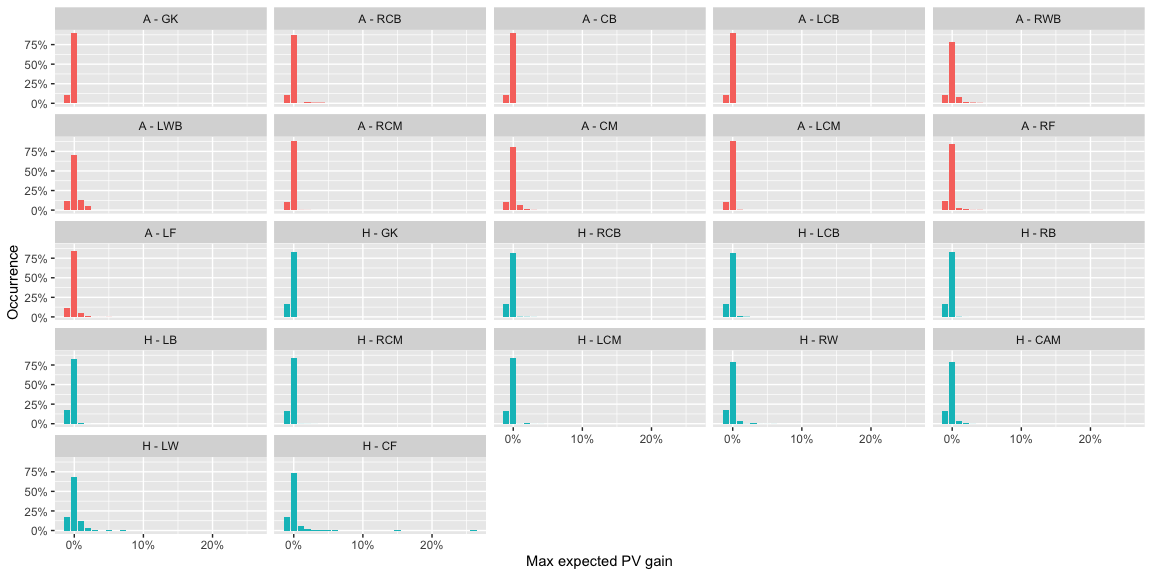 A - GK
A - RCB
A - CB
A - LCB
A - RWB
75%
50%
25%
0%
A - LWB
A - RCM
A - CM
A - LCM
A - RF
75%
50%
25%
0%
A - LF
H - GK
H - RCB
H - LCB
H - RB
75%
50%
25%
0%
H - LB
H - RCM
H - LCM
H - RW
H - CAM
75%
50%
25%
0%
0% 10% 20%
0% 10% 20%
0% 10% 20%
H - LW
H - CF
75%
50%
25%
0%
0% 10% 20%
0% 10% 20%
Occurrence
Max expected PV gain